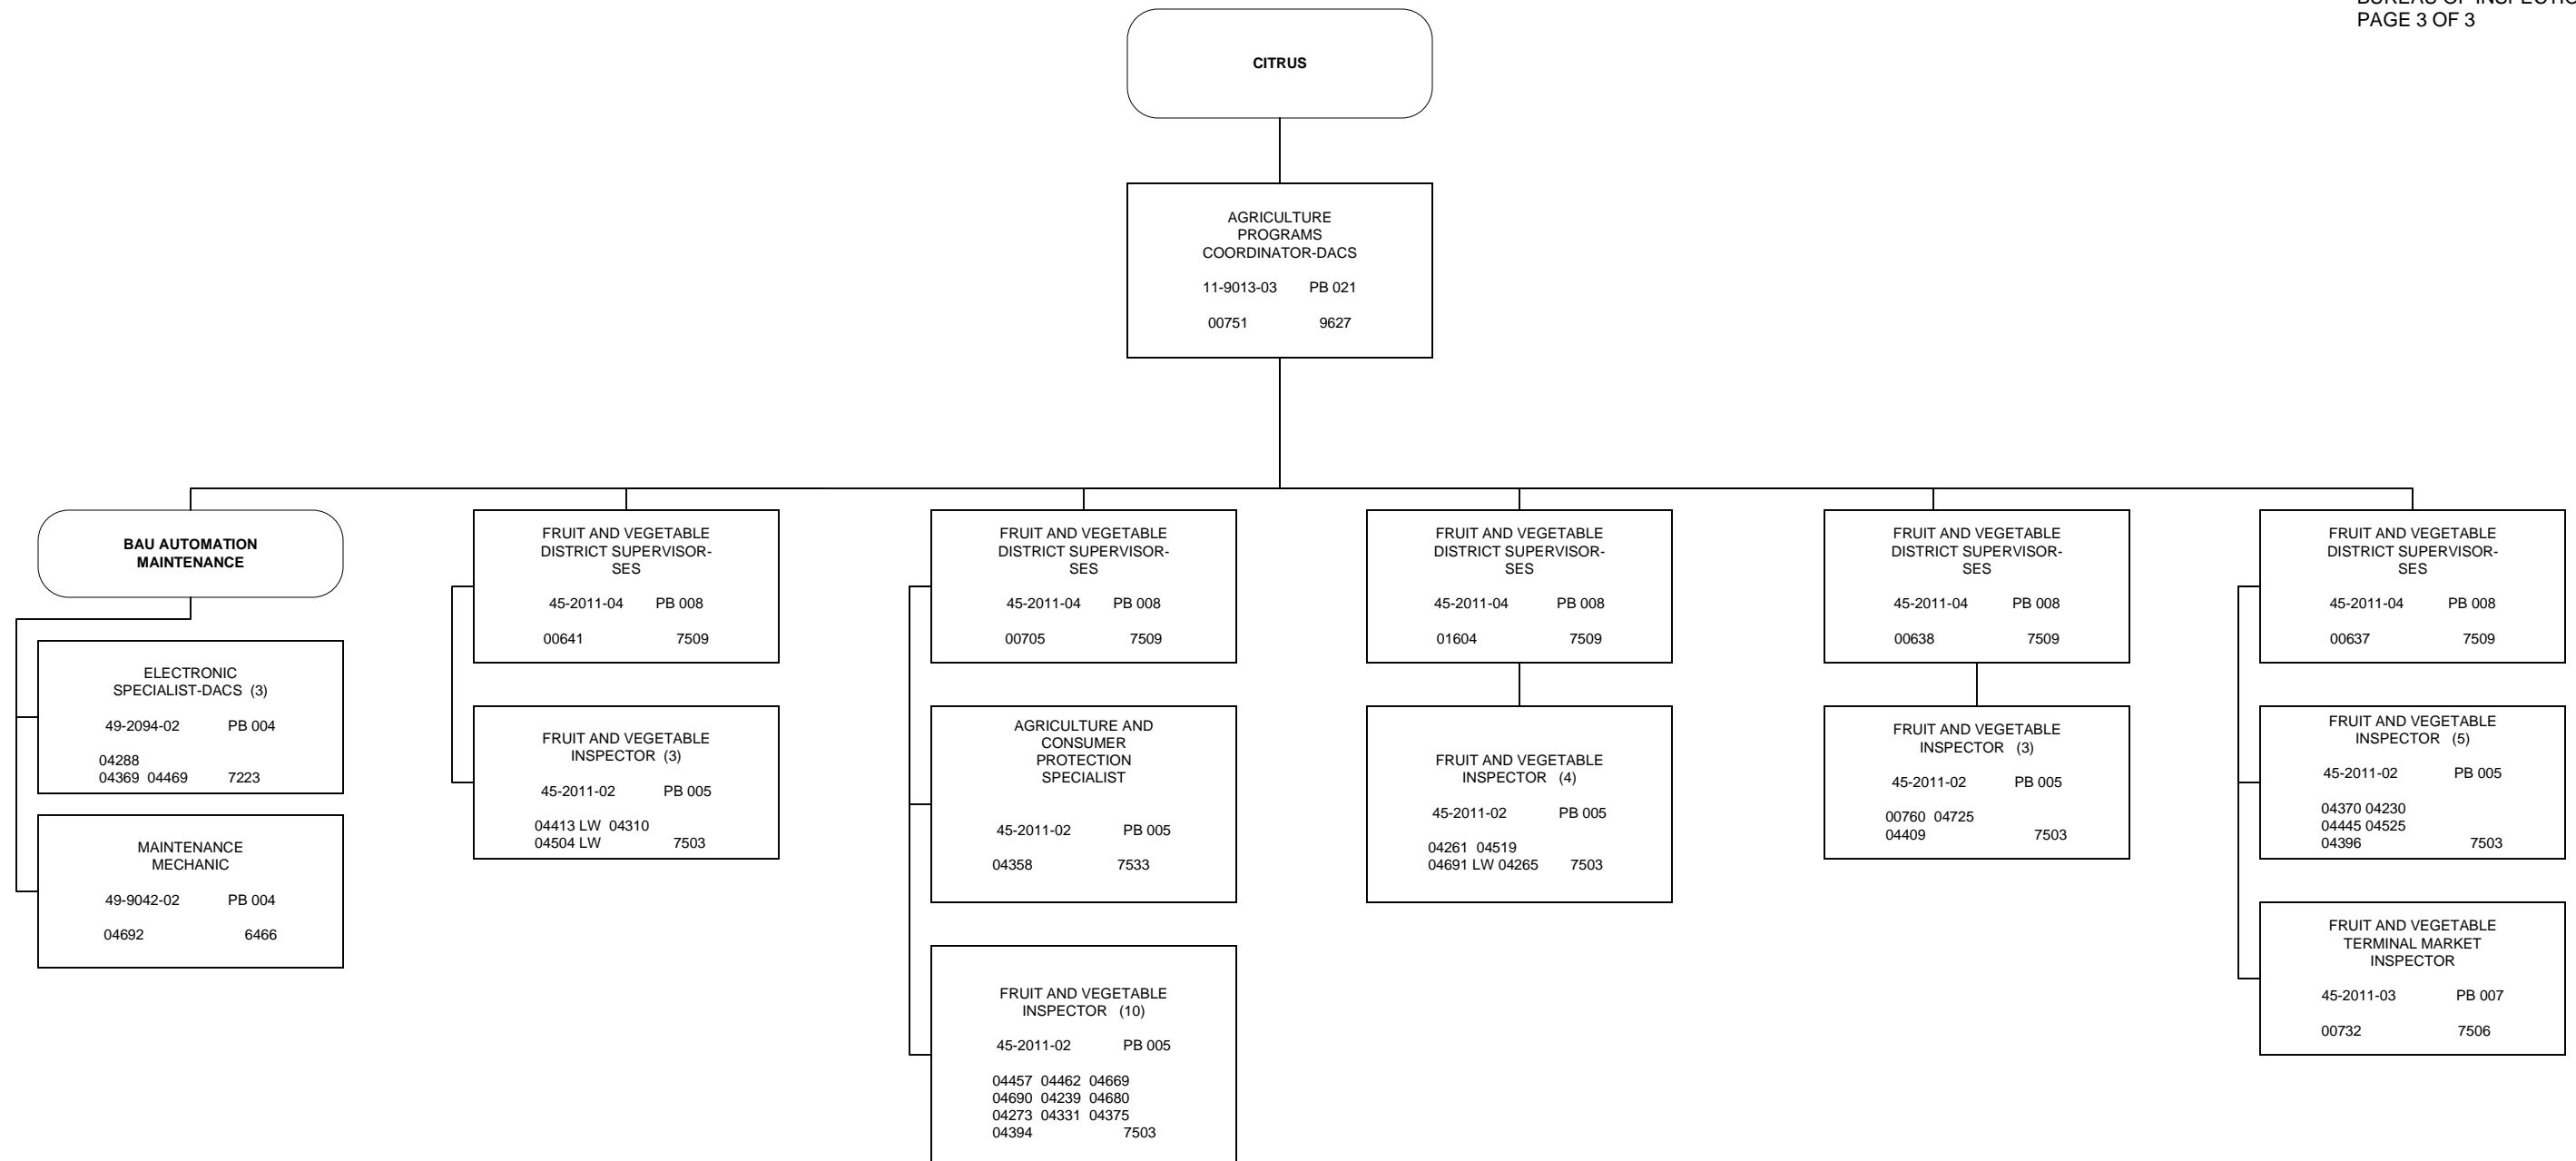 PAGE 3 OF 3
CITRUS
AGRICULTURE
PROGRAMS
COORDINATOR-DACS
11-9013-03 PB 021
00751 9627
BAU AUTOMATION
MAINTENANCE
ELECTRONIC
SPECIALIST-DACS (3)
49-2094-02 PB 004
04288
04369 04469 7223
MAINTENANCE
MECHANIC
49-9042-02 PB 004
04692 6466
FRUIT AND VEGETABLE
DISTRICT SUPERVISOR-
SES
45-2011-04 PB 008
00641 7509
FRUIT AND VEGETABLE
INSPECTOR (3)
45-2011-02 PB 005
04413 LW 04310
04504 LW 7503
FRUIT AND VEGETABLE
DISTRICT SUPERVISOR-
SES
45-2011-04 PB 008
00705 7509
AGRICULTURE AND
CONSUMER
PROTECTION
SPECIALIST
45-2011-02 PB 005
04358 7533
FRUIT AND VEGETABLE
INSPECTOR (10)
45-2011-02 PB 005
04457 04462 04669
04690 04239 04680
04273 04331 04375
04394 7503
FRUIT AND VEGETABLE
DISTRICT SUPERVISOR-
SES
45-2011-04 PB 008
01604 7509
FRUIT AND VEGETABLE
INSPECTOR (4)
45-2011-02 PB 005
04261 04519
04691 LW 04265 7503
FRUIT AND VEGETABLE
DISTRICT SUPERVISOR-
SES
45-2011-04 PB 008
00638 7509
FRUIT AND VEGETABLE
INSPECTOR (3)
45-2011-02 PB 005
00760 04725
04409 7503
FRUIT AND VEGETABLE
DISTRICT SUPERVISOR-
SES
45-2011-04 PB 008
00637 7509
FRUIT AND VEGETABLE
INSPECTOR (5)
45-2011-02 PB 005
04370 04230
04445 04525
04396 7503
FRUIT AND VEGETABLE
TERMINAL MARKET
INSPECTOR
45-2011-03 PB 007
00732 7506